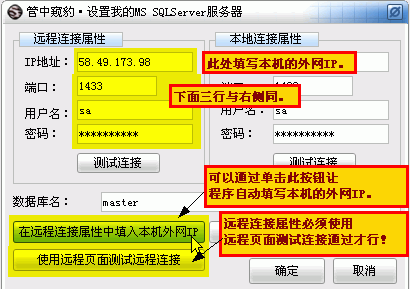 管中窥豹·设置我的MS SQLServer服务器
远程连接属性
本地连接属性
IP地址:
58.49.173.98
此处填写本机的外网IP。
端口:
1433
1433
下面三行与右侧同。
用户名:
sa
sa
密码:
**********
**********
测试连接
测试连接
可以通过单击此按钮让
程序自动填写本机的外网IP。
数据库名:
master
在远程连接属性中填入本机外网IP
远程连接属性必须使用
远程页面测试连接通过才行!
使用远程页面测试远程连接
确定
取消